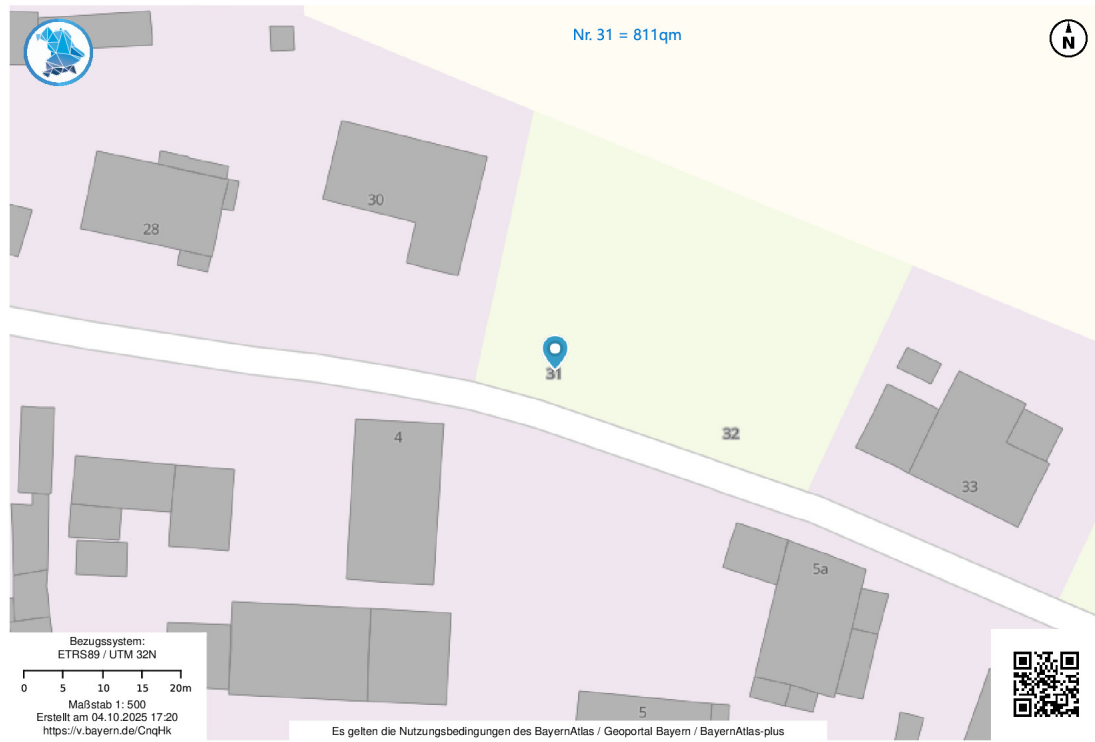 Nr. 31 = 811qm
N
30
28
31
32
4
33
5a
5
Bezugssystem:
ETRS89 / UTM 32N
0 5 10 15 20m
Maßstab 1: 500
Erstellt am 04.10.2025 17:20
https://v.bayern.de/CnqHk
Es gelten die Nutzungsbedingungen des BayernAtlas / Geoportal Bayern / BayernAtlas-plus